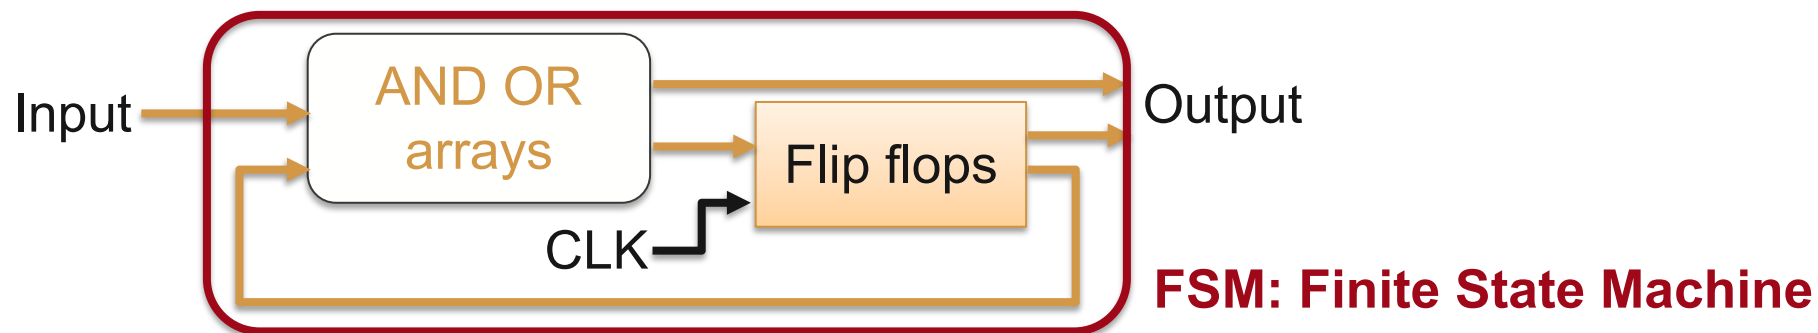 Input
AND OR
arrays
Flip flops
CLK
Output
FSM: Finite State Machine